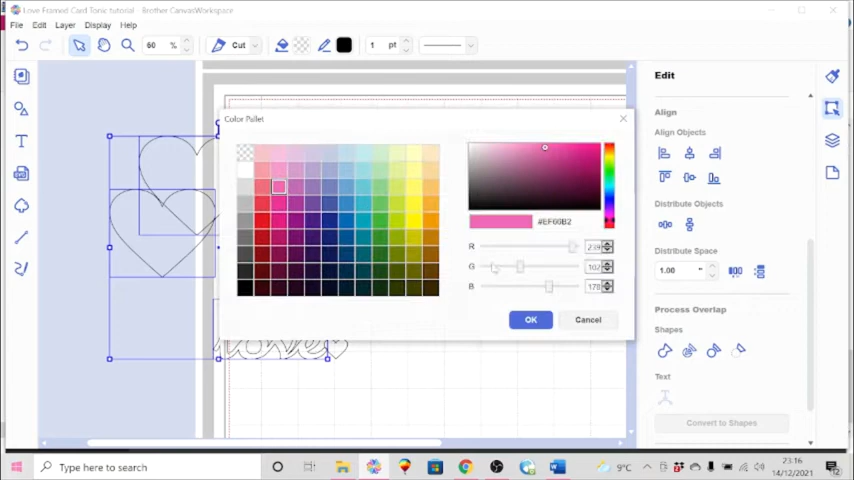 Love Framed Card Tonic tutorial - Brother CanvasWorkspace
File Edit Layer Display Help
60 % Cut 1 pt
Edit
Align
Align Objects
Distribute Objects
Distribute Space
1.00 "
Process Overlap
Shapes
Text
Convert to Shapes
Color Pallet
#EF66B2
R 239
G 102
B 178
OK Cancel
love
Type here to search
9°C
23:16
14/12/2021